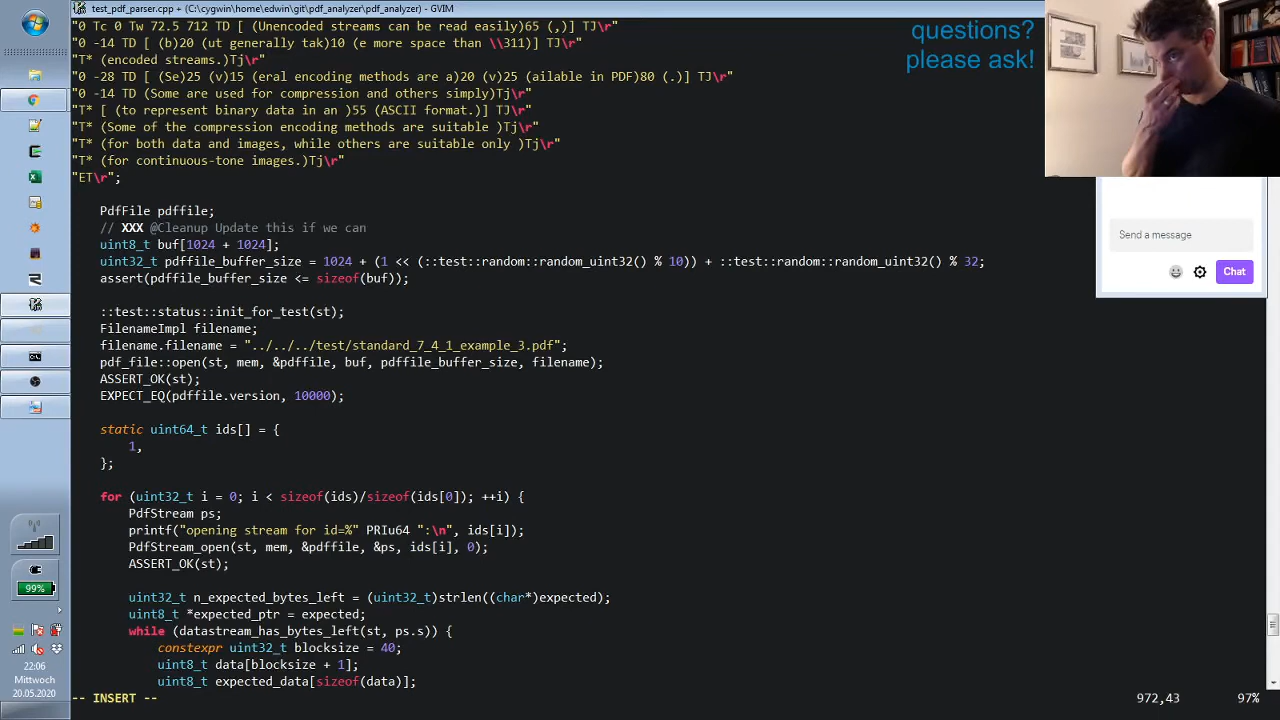 test_pdf_parser.cpp + (C:\cygwin\home\edwin\git\pdf_analyzer\pdf_analyzer) - GVIM
"0 Tc 0 Tw 72.5 712 TD [ (Unencoded streams can be read easily)65 (,)] TJ\r"
"0 -14 TD [ (b)20 (ut generally tak)10 (e more space than \\311)] TJ\r"
"T* (encoded streams.)Tj\r"
"0 -28 TD [ (Se)25 (v)15 (eral encoding methods are a)20 (v)25 (ailable in PDF)80 (.)] TJ\r"
"0 -14 TD (Some are used for compression and others simply)Tj\r"
"T* [ (to represent binary data in an )55 (ASCII format.)] TJ\r"
"T* (Some of the compression encoding methods are suitable )Tj\r"
"T* (for both data and images, while others are suitable only )Tj\r"
"T* (for continuous-tone images.)Tj\r"
"ET\r";
PdfFile pdffile;
// XXX @Cleanup Update this if we can
uint8_t buf[1024 + 1024];
uint32_t pdffile_buffer_size = 1024 + (1 << (::test::random::random_uint32() % 10)) + ::test::random::random_uint32() % 32;
assert(pdffile_buffer_size <= sizeof(buf));
::test::status::init_for_test(st);
FilenameImpl filename;
filename.filename = "../../../test/standard_7_4_1_example_3.pdf";
pdf_file::open(st, mem, &pdffile, buf, pdffile_buffer_size, filename);
ASSERT_OK(st);
EXPECT_EQ(pdffile.version, 10000);
static uint64_t ids[] = {
1,
};
for (uint32_t i = 0; i < sizeof(ids)/sizeof(ids[0]); ++i) {
PdfStream ps;
printf("opening stream for id=%" PRIu64 ":\n", ids[i]);
PdfStream_open(st, mem, &pdffile, &ps, ids[i], 0);
ASSERT_OK(st);
uint32_t n_expected_bytes_left = (uint32_t)strlen((char*)expected);
uint8_t *expected_ptr = expected;
while (datastream_has_bytes_left(st, ps.s)) {
constexpr uint32_t blocksize = 40;
uint8_t data[blocksize + 1];
uint8_t expected_data[sizeof(data)];
-- INSERT --
972,43
97%
questions?
please ask!
Send a message
Chat
99%
22:06
Mittwoch
20.05.2020